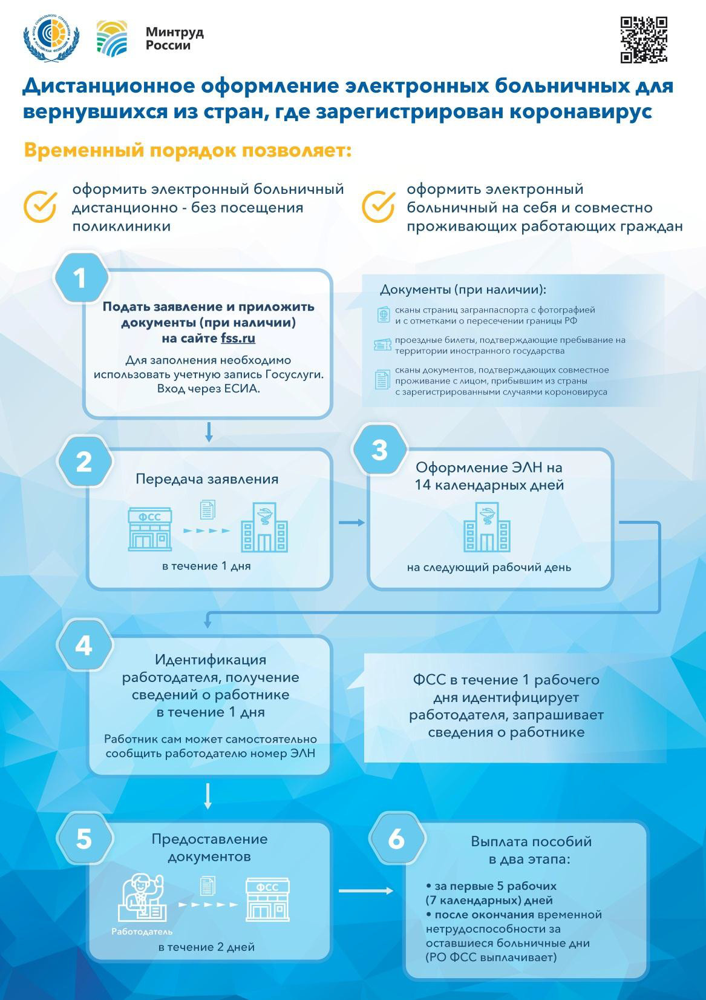 Минтруд
России
Дистанционное оформление электронных больничных для
вернувшихся из стран, где зарегистрирован коронавирус
Временный порядок позволяет:
оформить электронный больничный
дистанционно - без посещения
поликлиники
оформить электронный
больничный на себя и совместно
проживающих работающих граждан
1
Подать заявление и приложить
документы (при наличии)
на сайте fss.ru
Для заполнения необходимо
использовать учетную запись Госуслуги.
Вход через ЕСИА.
Документы (при наличии):
сканы страниц загранпаспорта с фотографией
и с отметками о пересечении границы РФ
проездные билеты, подтверждающие пребывание на
территории иностранного государства
сканы документов, подтверждающих совместное
проживание с лицом, прибывшим из страны
с зарегистрированными случаями короновируса
2
Передача заявления
ФСС
в течение 1 дня
3
Оформление ЭЛН на
14 календарных дней
на следующий рабочий день
4
Идентификация
работодателя, получение
сведений о работнике
в течение 1 дня
Работник сам может самостоятельно
сообщить работодателю номер ЭЛН
ФСС в течение 1 рабочего
дня идентифицирует
работодателя, запрашивает
сведения о работнике
5
Предоставление
документов
ФСС
Работодатель
в течение 2 дней
6
Выплата пособий
в два этапа:
• за первые 5 рабочих
(7 календарных) дней
• после окончания временной
нетрудоспособности за
оставшиеся больничные дни
(РО ФСС выплачивает)